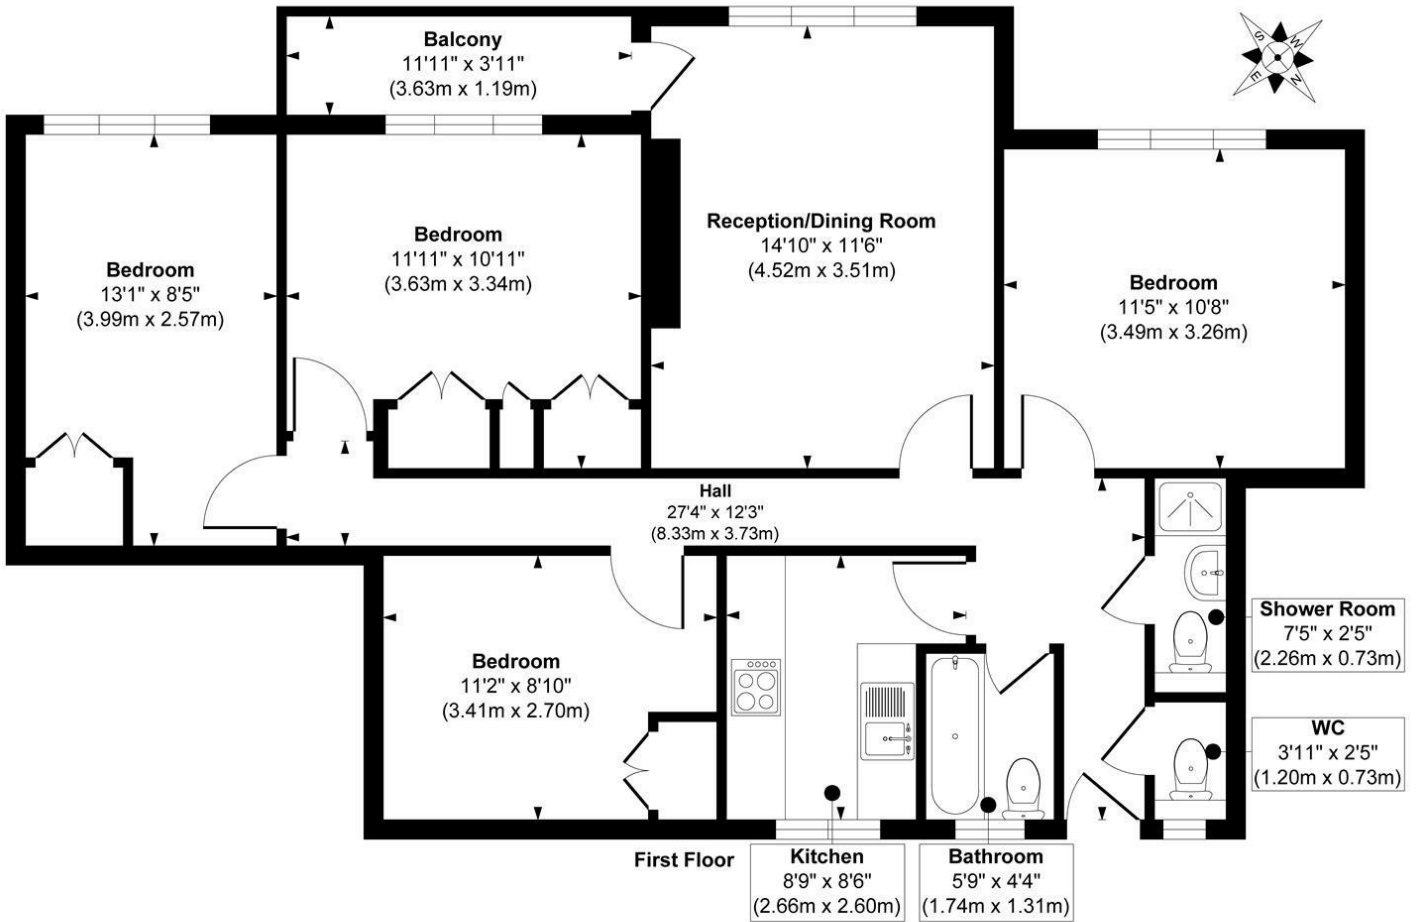 Balcony
11'11" x 3'11"
(3.63m x 1.19m)
S
W
E
N
Reception/Dining Room
14'10" x 11'6"
(4.52m x 3.51m)
Bedroom
11'11" x 10'11"
(3.63m x 3.34m)
Bedroom
13'1" x 8'5"
(3.99m x 2.57m)
Bedroom
11'5" x 10'8"
(3.49m x 3.26m)
Hall
27'4" x 12'3"
(8.33m x 3.73m)
Shower Room
7'5" x 2'5"
(2.26m x 0.73m)
Bedroom
11'2" x 8'10"
(3.41m x 2.70m)
WC
3'11" x 2'5"
(1.20m x 0.73m)
First Floor
Kitchen
8'9" x 8'6"
(2.66m x 2.60m)
Bathroom
5'9" x 4'4"
(1.74m x 1.31m)